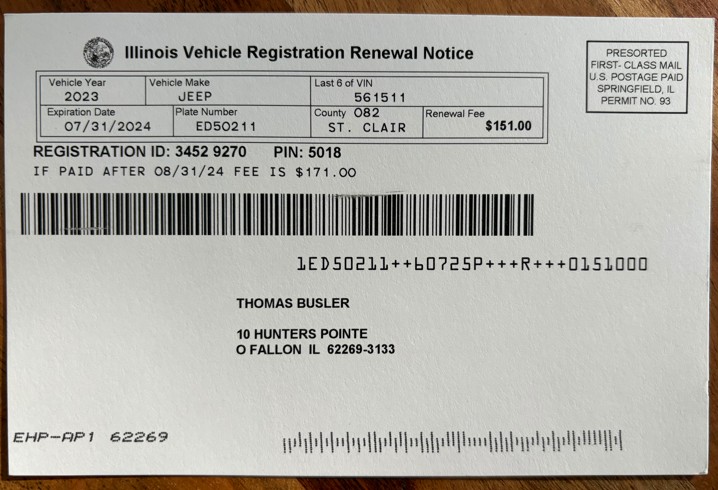 Illinois Vehicle Registration Renewal Notice
PRESORTED
FIRST- CLASS MAIL
U.S. POSTAGE PAID
SPRINGFIELD, IL
PERMIT NO. 93
Vehicle Year Vehicle Make Last 6 of VIN
2023 JEEP 561511
Expiration Date Plate Number County 082 Renewal Fee
07/31/2024 ED50211 ST. CLAIR $151.00
REGISTRATION ID: 3452 9270 PIN: 5018
IF PAID AFTER 08/31/24 FEE IS $171.00
1ED50211++60725P+++R+++0151000
THOMAS BUSLER
10 HUNTERS POINTE
O FALLON IL 62269-3133
EHP-AP1 62269